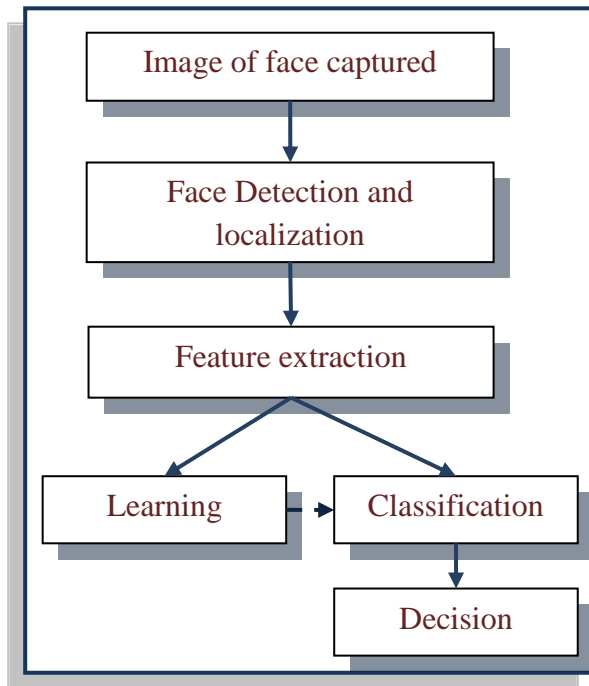 Image of face captured
Face Detection and
localization
Feature extraction
Learning
Classification
Decision